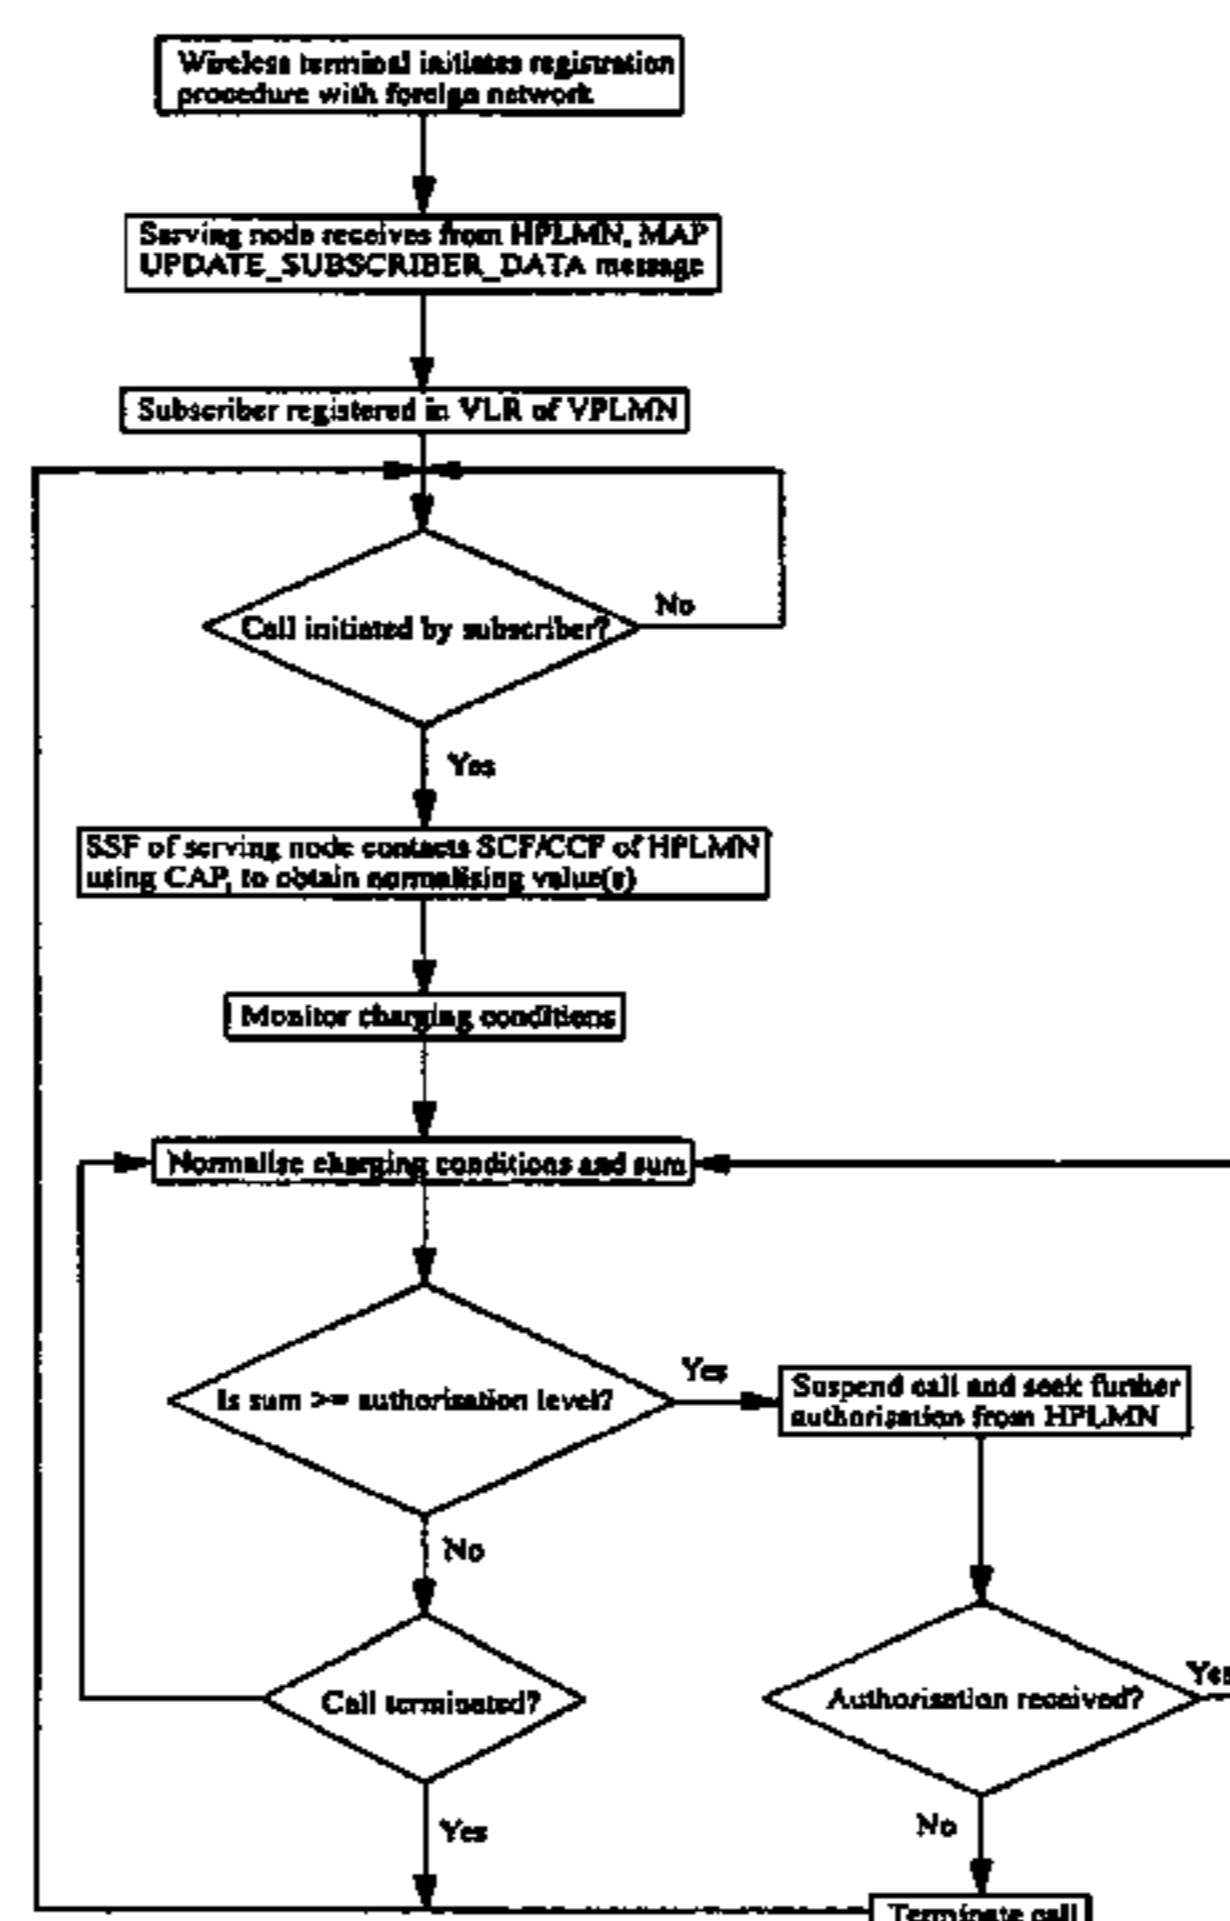 Wireless terminal initiates registration
procedure with foreign network
Serving node receives from HPLMN, MAP
UPDATE_SUBSCRIBER_DATA message
Subscriber registered in VLR of VPLMN
Call initiated by subscriber?
No
Yes
SSF of serving node contacts SCF/CCF of HPLMN
using CAP, to obtain normalising value(s)
Monitor charging conditions
Normalise charging conditions and sum
Is sum >= authorisation level?
Yes
Suspend call and seek further
authorisation from HPLMN
No
Call terminated?
Authorisation received?
Yes
Yes
No
Terminate call